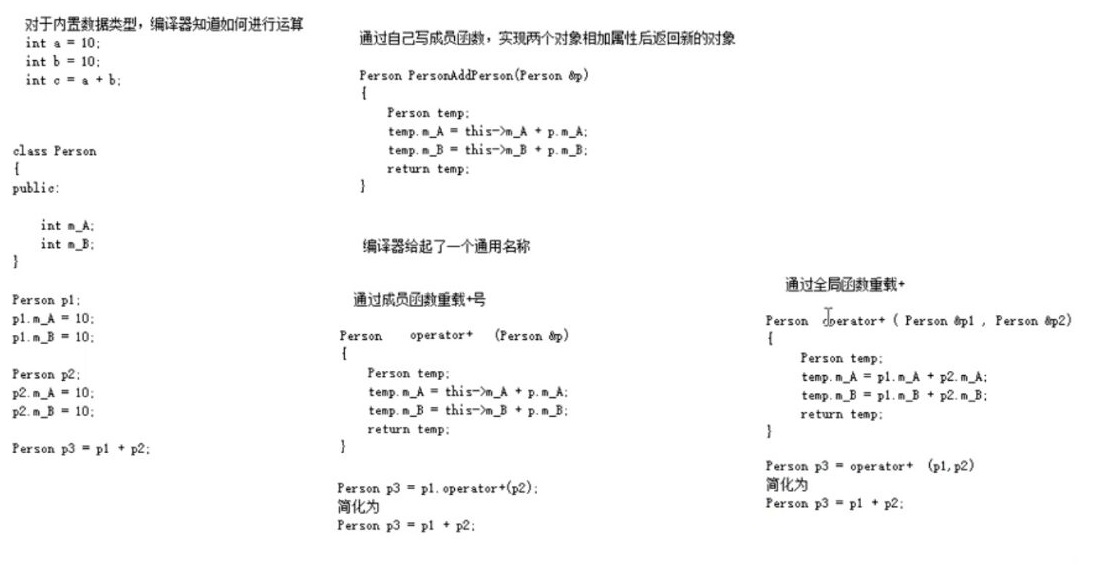 对于内置数据类型，编译器知道如何进行运算
int a = 10;
int b = 10;
int c = a + b;
class Person
{
public:
int m_A;
int m_B;
}
Person p1;
p1.m_A = 10;
p1.m_B = 10;
Person p2;
p2.m_A = 10;
p2.m_B = 10;
Person p3 = p1 + p2;
通过自己写成员函数，实现两个对象相加属性后返回新的对象
Person PersonAddPerson(Person &p)
{
Person temp;
temp.m_A = this->m_A + p.m_A;
temp.m_B = this->m_B + p.m_B;
return temp;
}
编译器给起了一个通用名称
通过成员函数重载+号
Person operator+ (Person &p)
{
Person temp;
temp.m_A = this->m_A + p.m_A;
temp.m_B = this->m_B + p.m_B;
return temp;
}
Person p3 = p1.operator+(p2);
简化为
Person p3 = p1 + p2;
通过全局函数重载+
Person operator+ ( Person &p1 , Person &p2)
{
Person temp;
temp.m_A = p1.m_A + p2.m_A;
temp.m_B = p1.m_B + p2.m_B;
return temp;
}
Person p3 = operator+ (p1,p2)
简化为
Person p3 = p1 + p2;